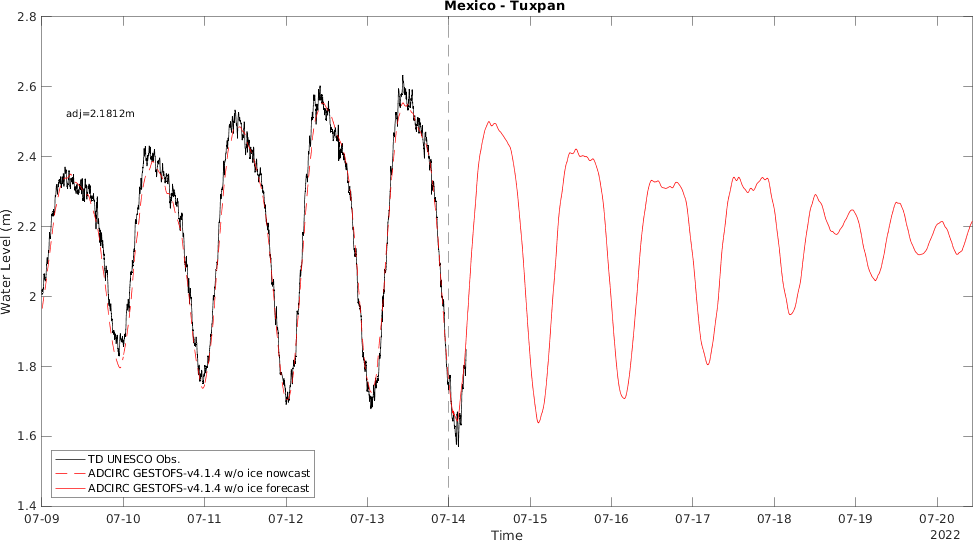 Mexico - Tuxpan
2.8
2.6
2.4
2.2
2
1.8
1.6
1.4
Water Level (m)
adj=2.1812m
TD UNESCO Obs.
ADCIRC GESTOFS-v4.1.4 w/o ice nowcast
ADCIRC GESTOFS-v4.1.4 w/o ice forecast
07-09 07-10 07-11 07-12 07-13 07-14 07-15 07-16 07-17 07-18 07-19 07-20
Time
2022